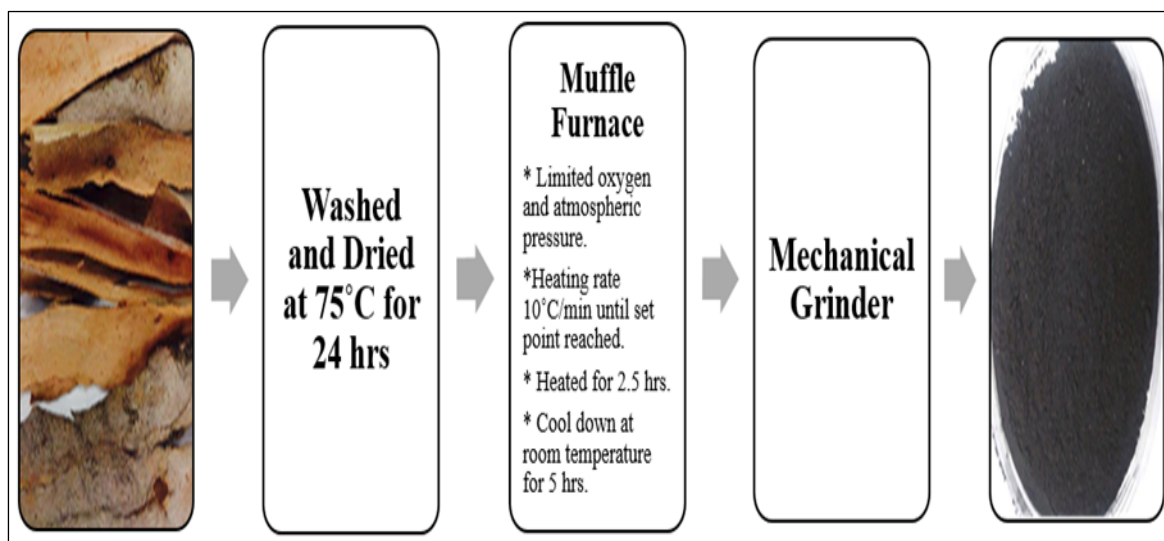 Washed
and Dried
at 75˚C for
24 hrs
Muffle
Furnace
* Limited oxygen
and atmospheric
pressure.
*Heating rate
10˚C/min until set
point reached.
* Heated for 2.5 hrs.
* Cool down at
room temperature
for 5 hrs.
Mechanical
Grinder